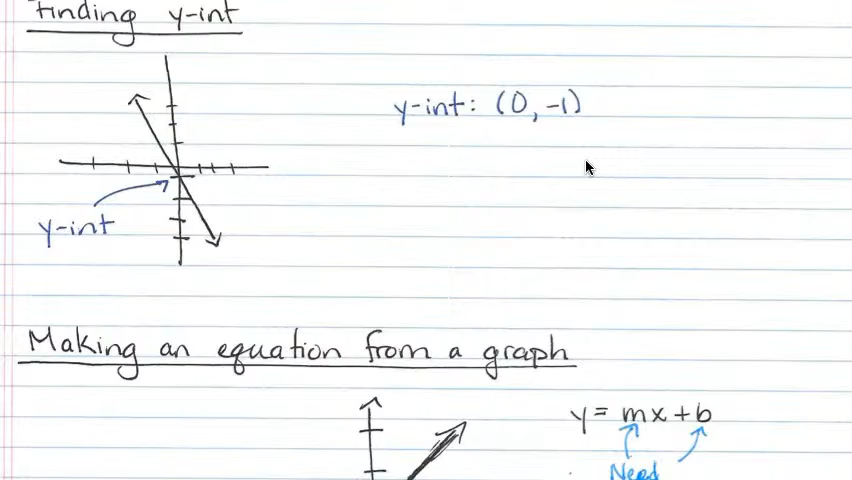 Finding y-int
y-int: (0, -1)
y-int
Making an equation from a graph
y = mx + b
Need